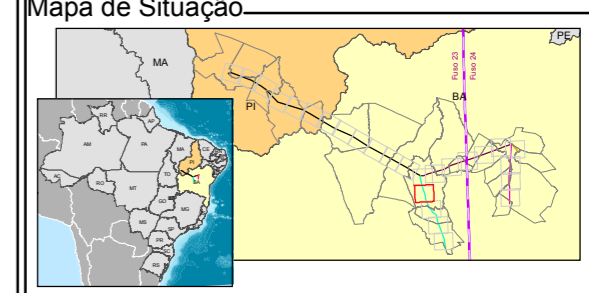 Mapa de Situação
PE
MA
Fuso 23
Fuso 24
BA
PI
RR
AP
AM
PA
MA
CE
PI
AC
RO
TO
BA
MT
GO
MG
MS
SP
PR
SC
RS